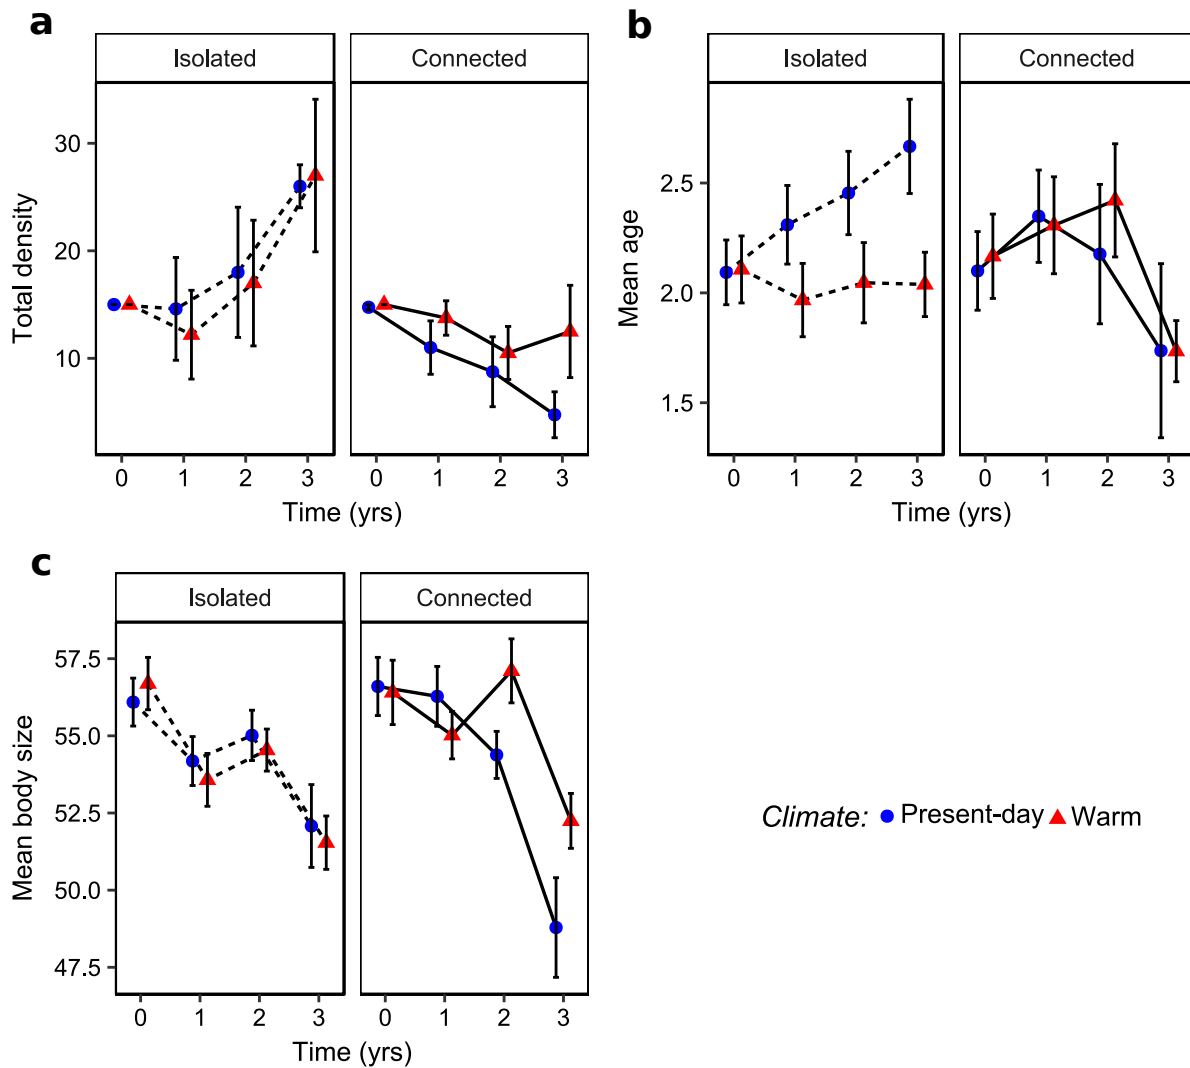 a
Isolated
Connected
Total density
30
20
10
0 1 2 3 0 1 2 3
Time (yrs)
b
Isolated
Connected
Mean age
2.5
2.0
1.5
0 1 2 3 0 1 2 3
Time (yrs)
c
Isolated
Connected
Mean body size
57.5
55.0
52.5
50.0
47.5
0 1 2 3 0 1 2 3
Time (yrs)
Climate: Present-day Warm